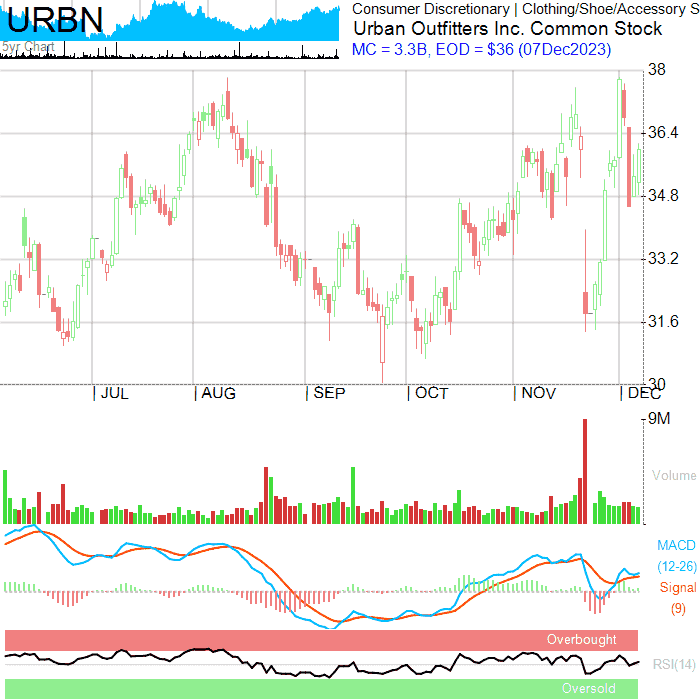 URBN
5yr Chart
Consumer Discretionary | Clothing/Shoe/Accessory S
Urban Outfitters Inc. Common Stock
MC = 3.3B, EOD = $36 (07Dec2023)
38
36.4
34.8
33.2
31.6
30
JUL AUG SEP OCT NOV DEC
9M
Volume
MACD
(12-26)
Signal
(9)
Overbought
RSI(14)
Oversold